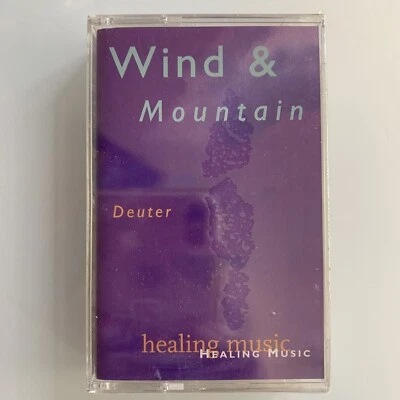 Wind &
Mountain
Deuter
healing music
HEALING MUSIC